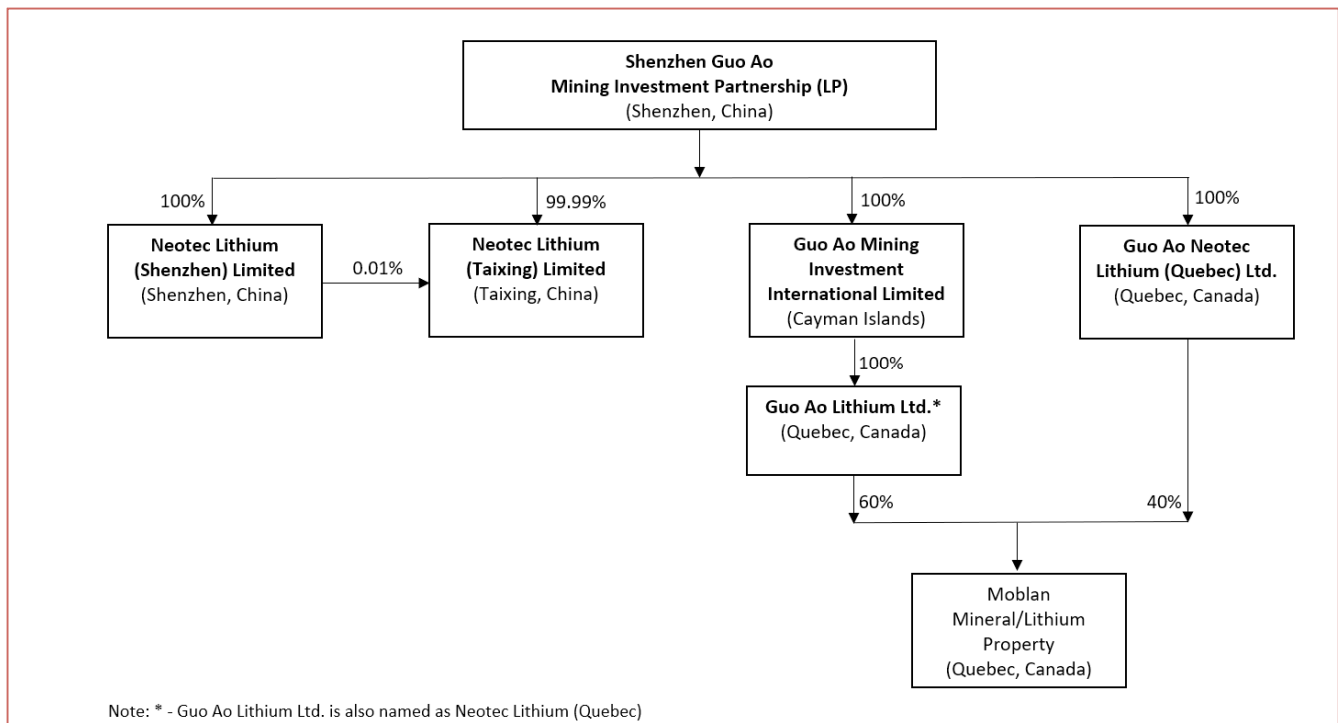 Shenzhen Guo Ao
Mining Investment Partnership (LP)
(Shenzhen, China)
100%
99.99%
100%
100%
Neotec Lithium
(Shenzhen) Limited
(Shenzhen, China)
0.01%
Neotec Lithium
(Taixing) Limited
(Taixing, China)
Guo Ao Mining
Investment
International Limited
(Cayman Islands)
Guo Ao Neotec
Lithium (Quebec) Ltd.
(Quebec, Canada)
100%
Guo Ao Lithium Ltd.*
(Quebec, Canada)
60%
40%
Moblan
Mineral/Lithium
Property
(Quebec, Canada)
Note: * - Guo Ao Lithium Ltd. is also named as Neotec Lithium (Quebec)